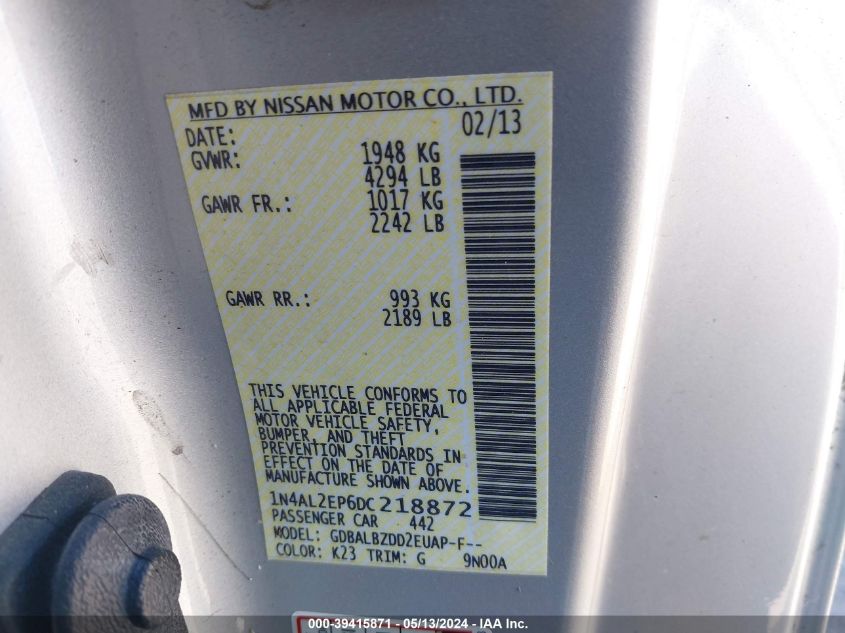 MFD BY NISSAN MOTOR CO., LTD.
DATE: 02/13
GVWR: 1948 KG
4294 LB
GAWR FR.: 1017 KG
2242 LB
GAWR RR.: 993 KG
2189 LB
THIS VEHICLE CONFORMS TO
ALL APPLICABLE FEDERAL
MOTOR VEHICLE SAFETY,
BUMPER, AND THEFT
PREVENTION STANDARDS IN
EFFECT ON THE DATE OF
MANUFACTURE SHOWN ABOVE.
1N4AL2EP6DC218872
PASSENGER CAR 442
MODEL: GDBALBZDD2EUAP-F--
COLOR: K23 TRIM: G 9N00A
000-39415871 - 05/13/2024 - IAA Inc.